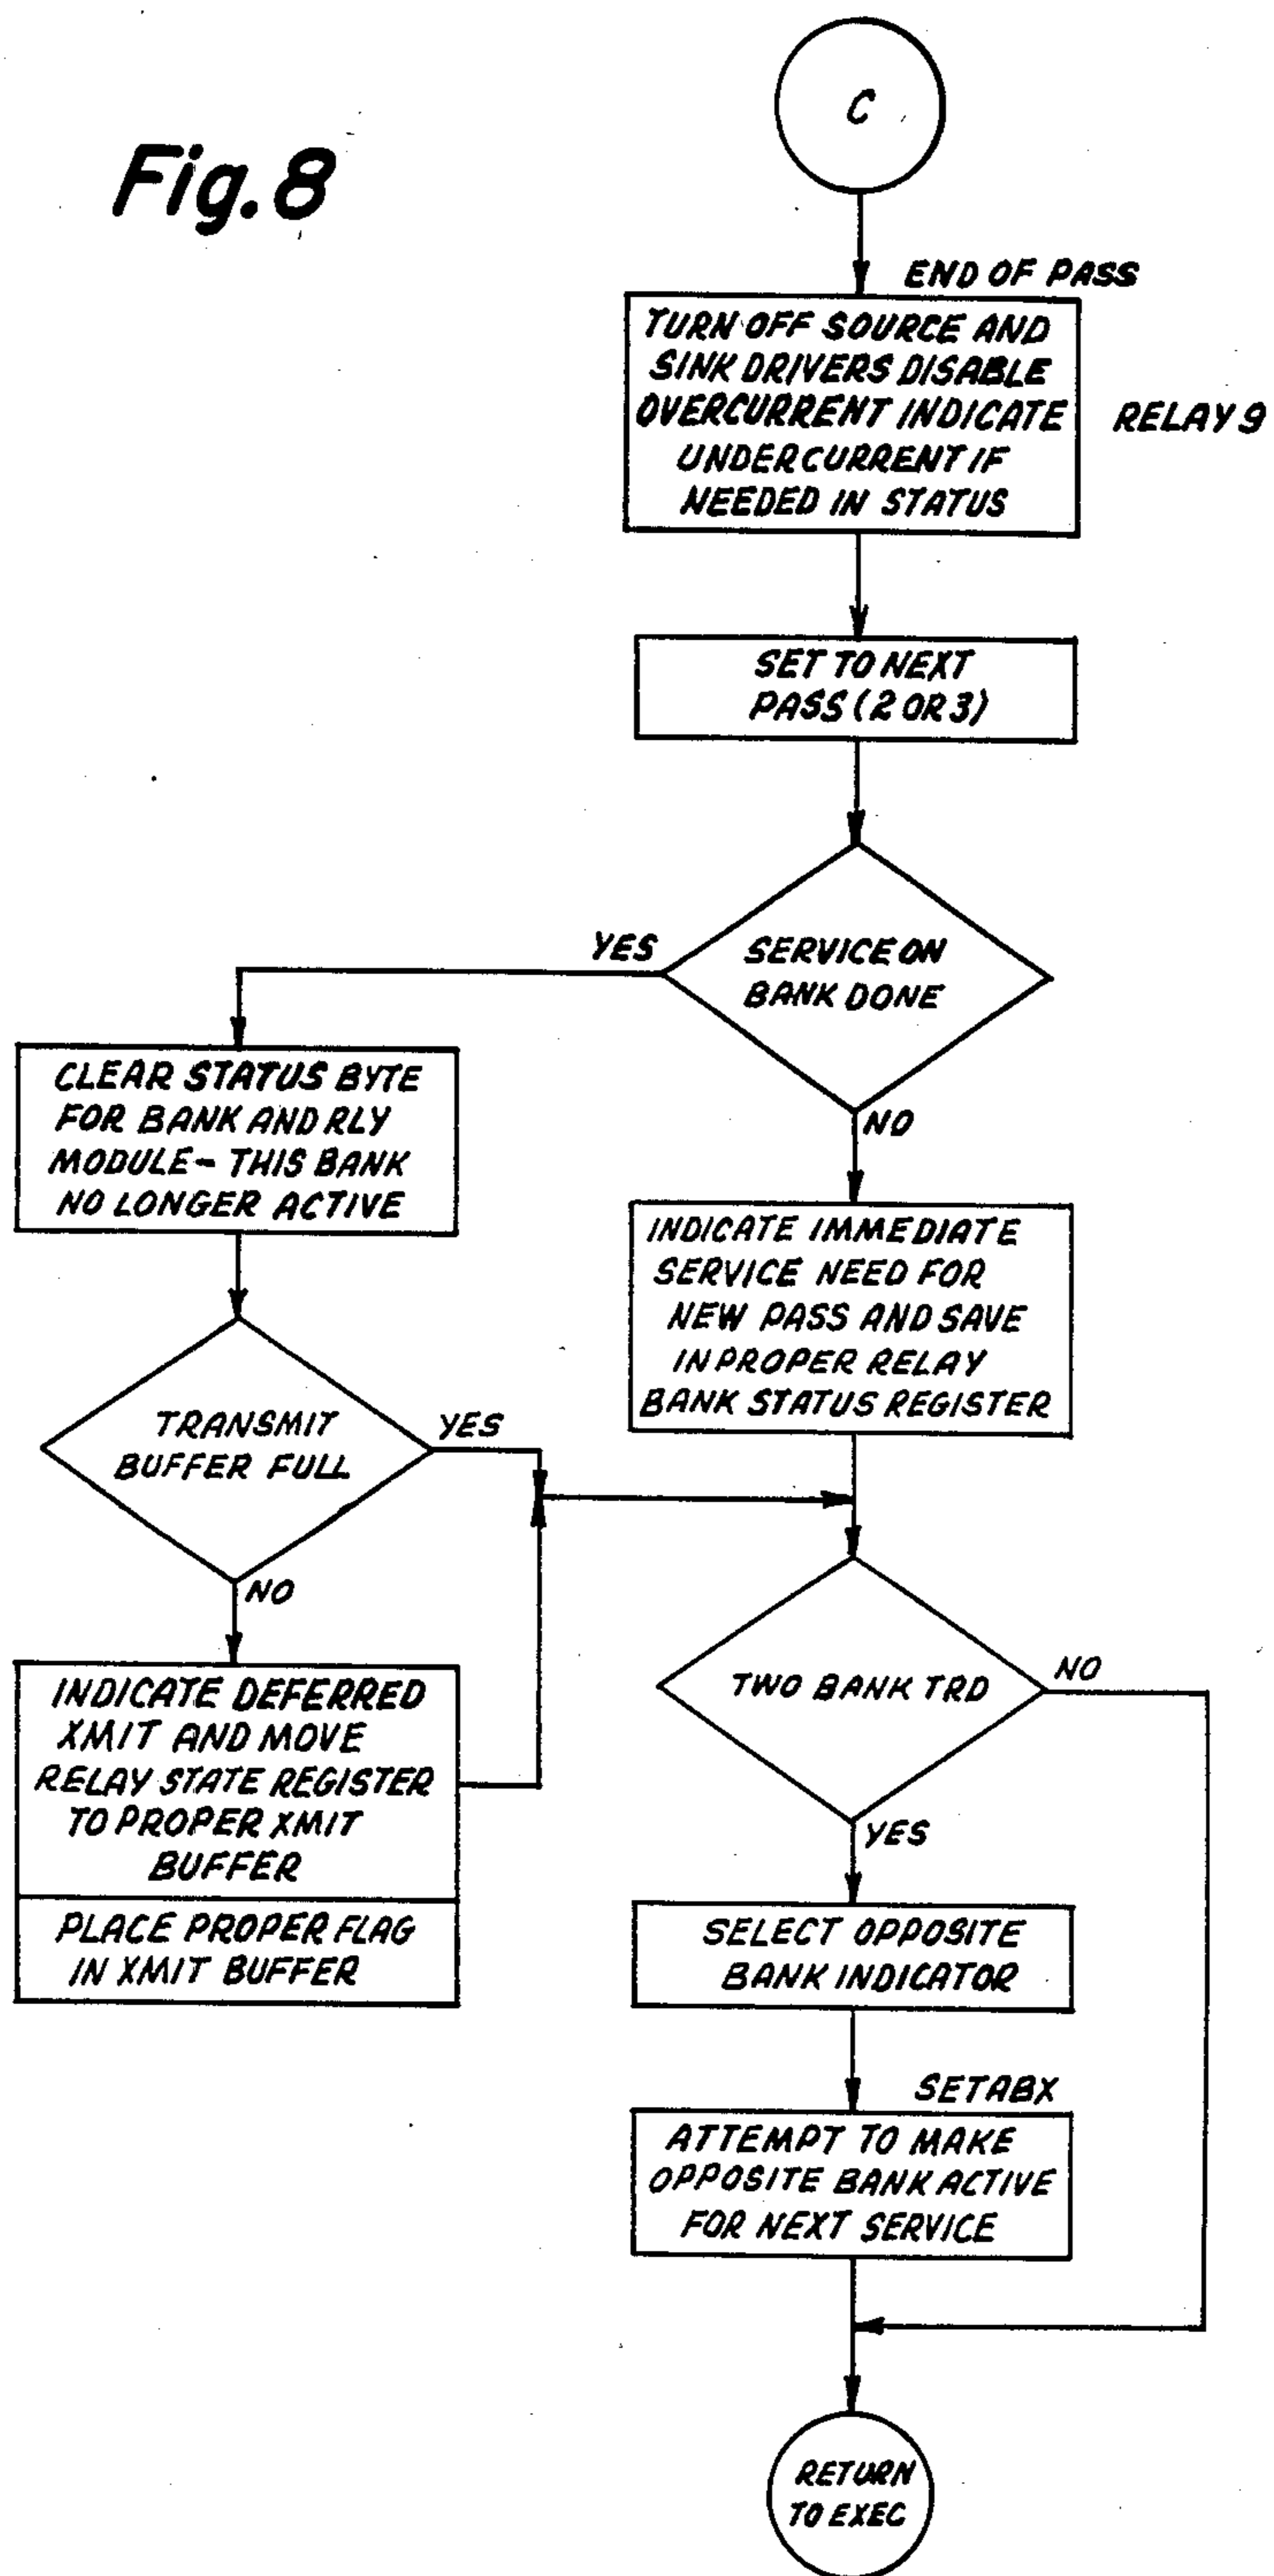 Fig. 8
C
END OF PASS
TURN OFF SOURCE AND
SINK DRIVERS DISABLE
OVERCURRENT INDICATE
UNDERCURRENT IF
NEEDED IN STATUS
RELAY 9
SET TO NEXT
PASS (2 OR 3)
SERVICE ON
BANK DONE
YES
NO
CLEAR STATUS BYTE
FOR BANK AND RLY
MODULE - THIS BANK
NO LONGER ACTIVE
INDICATE IMMEDIATE
SERVICE NEED FOR
NEW PASS AND SAVE
IN PROPER RELAY
BANK STATUS REGISTER
TRANSMIT
BUFFER FULL
YES
NO
INDICATE DEFERRED
XMIT AND MOVE
RELAY STATE REGISTER
TO PROPER XMIT
BUFFER
PLACE PROPER FLAG
IN XMIT BUFFER
TWO BANK TRD
NO
YES
SELECT OPPOSITE
BANK INDICATOR
SETABX
ATTEMPT TO MAKE
OPPOSITE BANK ACTIVE
FOR NEXT SERVICE
RETURN
TO EXEC